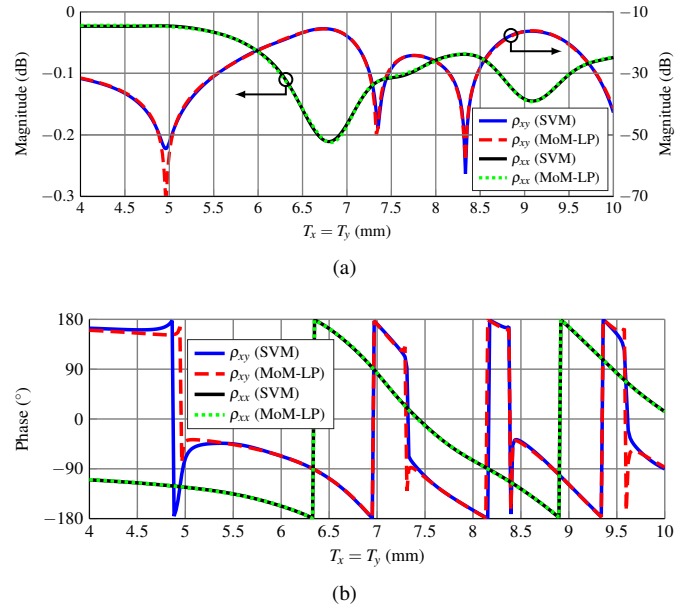 0
−0.1
−0.2
−0.3
Magnitude (dB)
−10
−30
−50
−70
Magnitude (dB)
ρxy (SVM)
ρxy (MoM-LP)
ρxx (SVM)
ρxx (MoM-LP)
4 4.5 5 5.5 6 6.5 7 7.5 8 8.5 9 9.5 10
Tx = Ty (mm)
(a)
180
90
0
−90
−180
Phase (°)
ρxy (SVM)
ρxy (MoM-LP)
ρxx (SVM)
ρxx (MoM-LP)
4 4.5 5 5.5 6 6.5 7 7.5 8 8.5 9 9.5 10
Tx = Ty (mm)
(b)